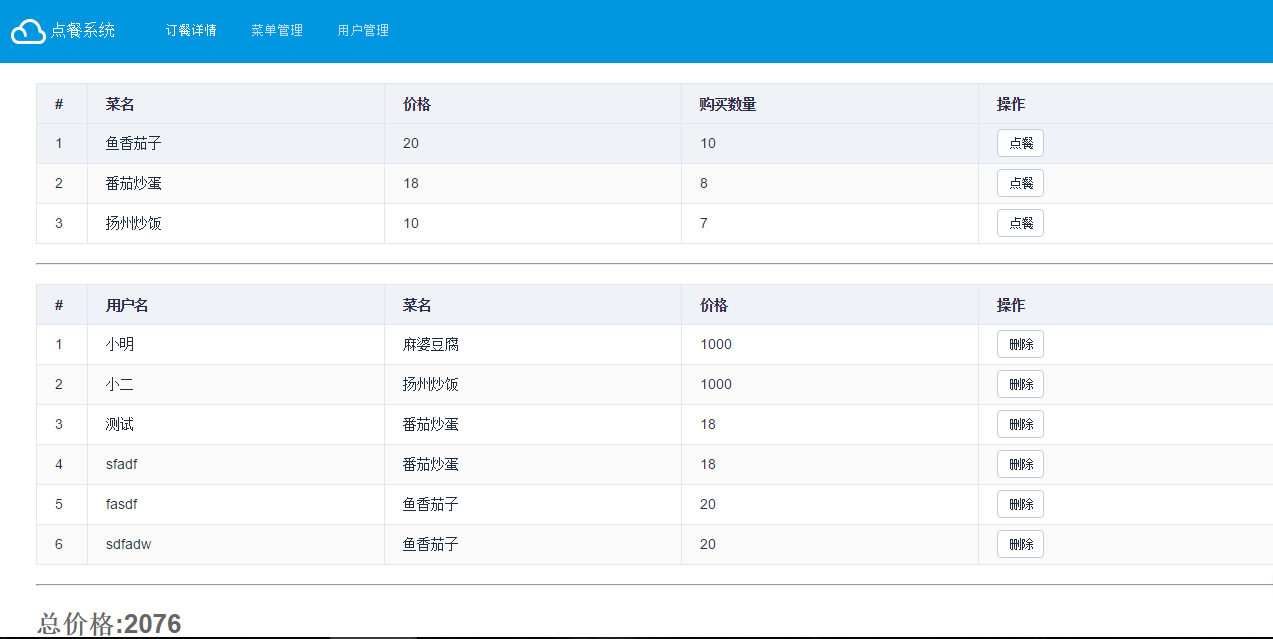 点餐系统 订餐详情 菜单管理 用户管理
# 菜名 价格 购买数量 操作
1 鱼香茄子 20 10 点餐
2 番茄炒蛋 18 8 点餐
3 扬州炒饭 10 7 点餐
# 用户名 菜名 价格 操作
1 小明 麻婆豆腐 1000 删除
2 小二 扬州炒饭 1000 删除
3 测试 番茄炒蛋 18 删除
4 sfadf 番茄炒蛋 18 删除
5 fasdf 鱼香茄子 20 删除
6 sdfadw 鱼香茄子 20 删除
总价格:2076